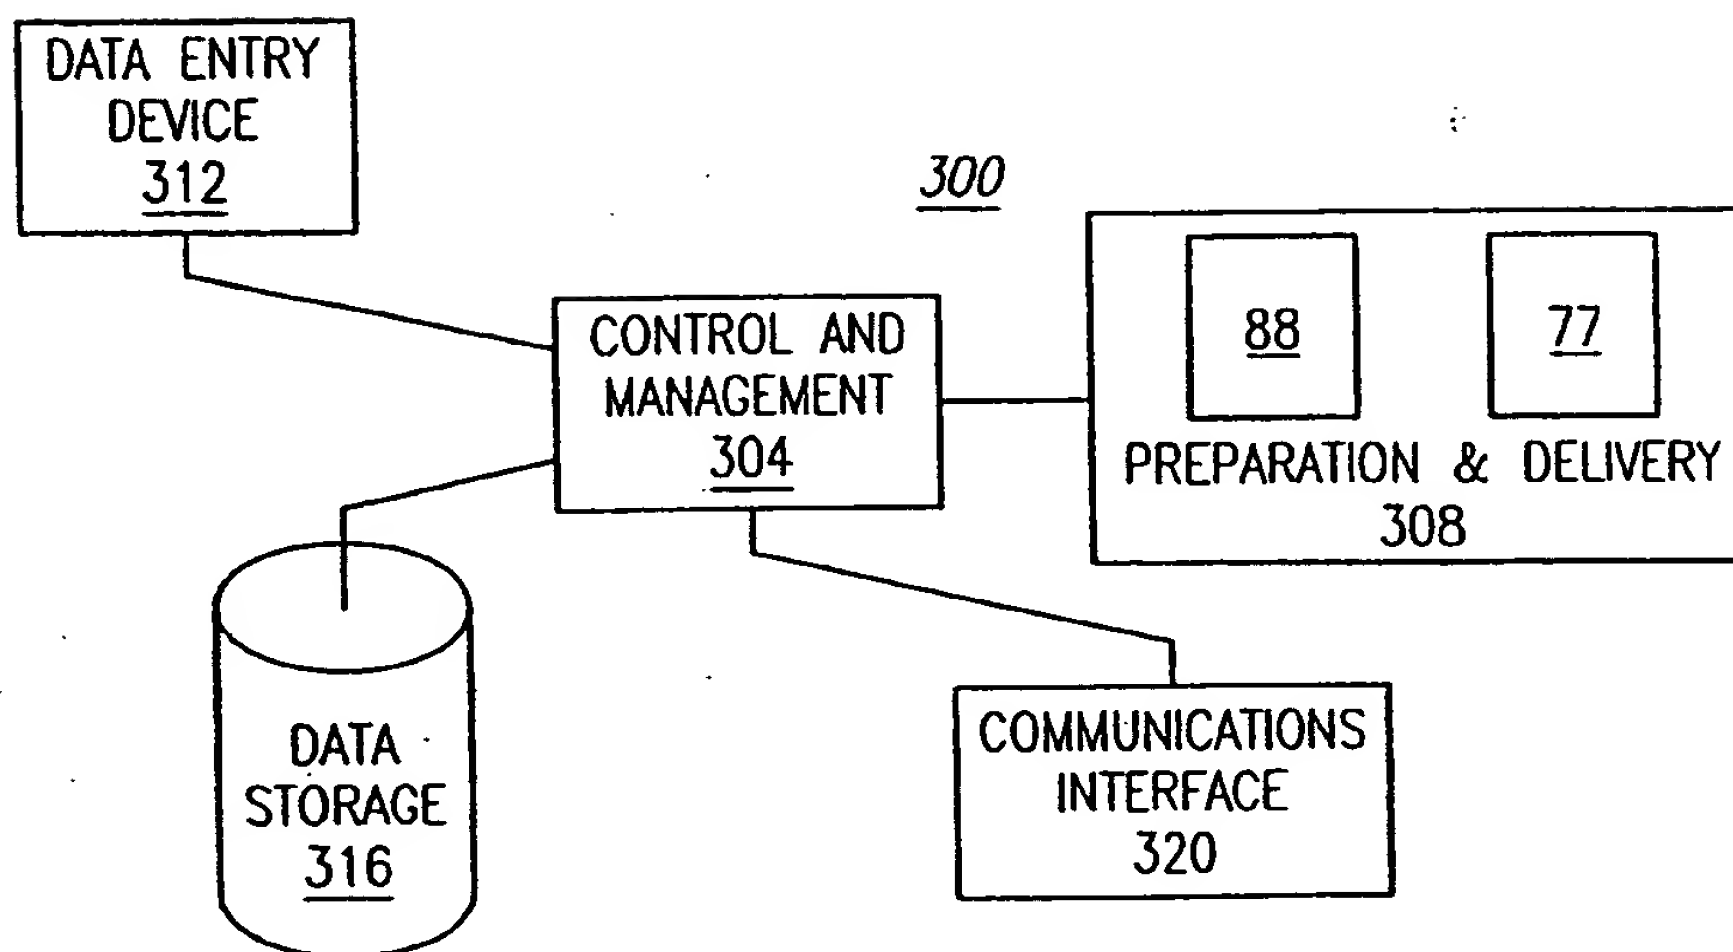 DATA ENTRY
DEVICE
312
300
88
77
CONTROL AND
MANAGEMENT
304
PREPARATION & DELIVERY
308
DATA
STORAGE
316
COMMUNICATIONS
INTERFACE
320